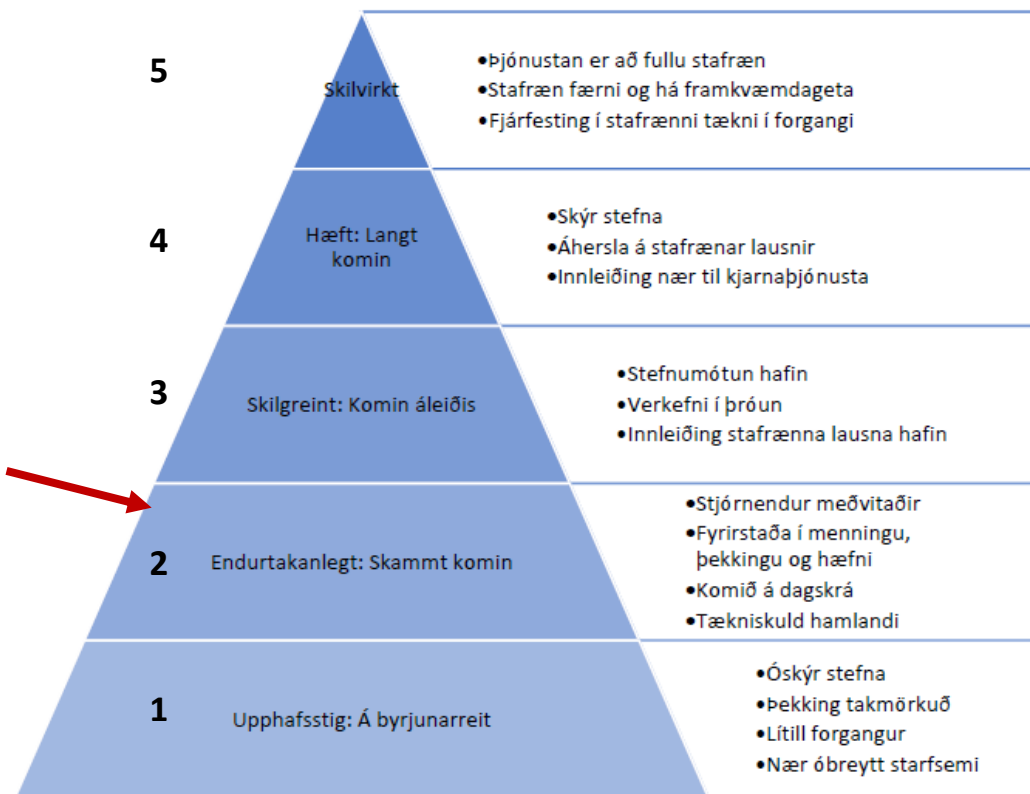 5
Skilvirkt
•Þjónustan er að fullu stafræn
•Stafræn færni og há framkvæmdageta
•Fjárfesting í stafrænni tækni í forgangi
4
Hæft: Langt
komin
•Skýr stefna
•Áhersla á stafrænar lausnir
•Innleiðing nær til kjarnaþjónusta
3
Skilgreint: Komin áleiðis
•Stefnumótun hafin
•Verkefni í þróun
•Innleiðing stafrænna lausna hafin
2
Endurtakanlegt: Skammt komin
•Stjórnendur meðvitaðir
•Fyrirstaða í menningu,
þekkingu og hæfni
•Komið á dagskrá
•Tækniskuld hamlandi
1
Upphafsstig: Á byrjunarreit
•Óskýr stefna
•Þekking takmörkuð
•Lítill forgangur
•Nær óbreytt starfsemi